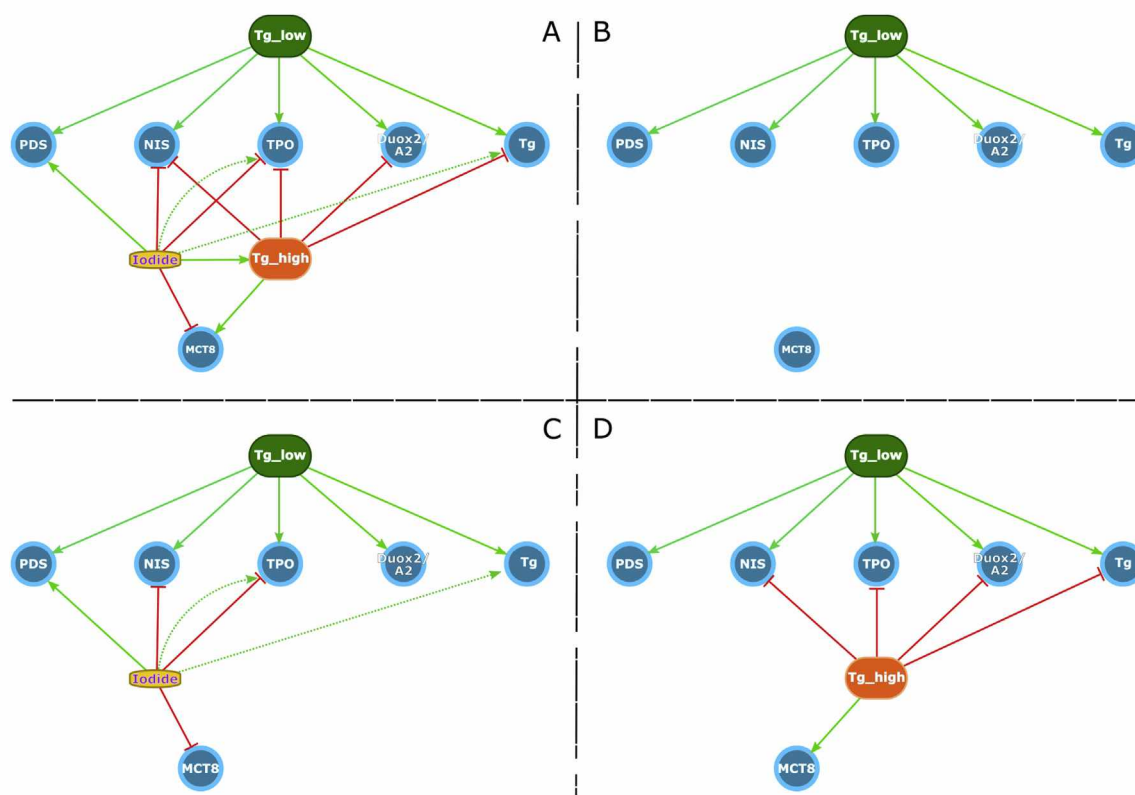 A
B
Tg_low
Tg_low
PDS
NIS
TPO
Duox2/
A2
Tg
PDS
NIS
TPO
Duox2/
A2
Tg
Iodide
Tg_high
MCT8
MCT8
C
D
Tg_low
Tg_low
PDS
NIS
TPO
Duox2/
A2
Tg
PDS
NIS
TPO
Duox2/
A2
Tg
Iodide
Tg_high
MCT8
MCT8